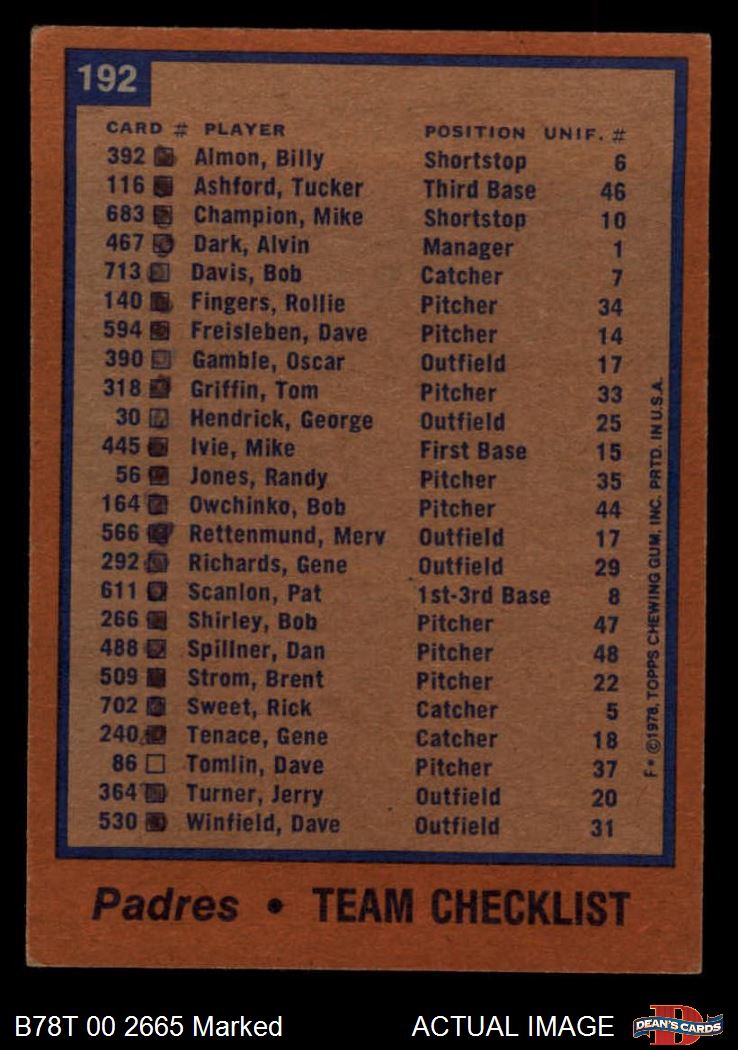 192
CARD # PLAYER POSITION UNIF. #
392 Almon, Billy Shortstop 6
116 Ashford, Tucker Third Base 46
683 Champion, Mike Shortstop 10
467 Dark, Alvin Manager 1
713 Davis, Bob Catcher 7
140 Fingers, Rollie Pitcher 34
594 Freisleben, Dave Pitcher 14
390 Gamble, Oscar Outfield 17
318 Griffin, Tom Pitcher 33
30 Hendrick, George Outfield 25
445 Ivie, Mike First Base 15
56 Jones, Randy Pitcher 35
164 Owchinko, Bob Pitcher 44
566 Rettenmund, Merv Outfield 17
292 Richards, Gene Outfield 29
611 Scanlon, Pat 1st-3rd Base 8
266 Shirley, Bob Pitcher 47
488 Spillner, Dan Pitcher 48
509 Strom, Brent Pitcher 22
702 Sweet, Rick Catcher 5
240 Tenace, Gene Catcher 18
86 Tomlin, Dave Pitcher 37
364 Turner, Jerry Outfield 20
530 Winfield, Dave Outfield 31
F* ©1978, TOPPS CHEWING GUM, INC. PRTD. IN U.S.A.
Padres • TEAM CHECKLIST
B78T 00 2665 Marked ACTUAL IMAGE
D
DEAN'S CARDS